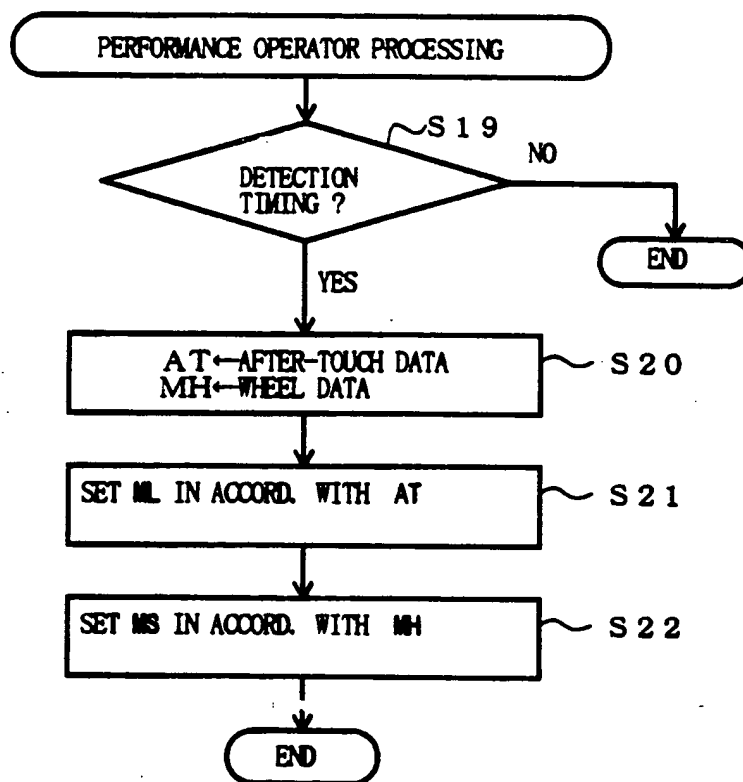 PERFORMANCE OPERATOR PROCESSING
S19
NO
DETECTION
TIMING ?
END
YES
AT←AFTER-TOUCH DATA
MH←WHEEL DATA
S20
SET ML IN ACCORD. WITH AT
S21
SET MS IN ACCORD. WITH MH
S22
END